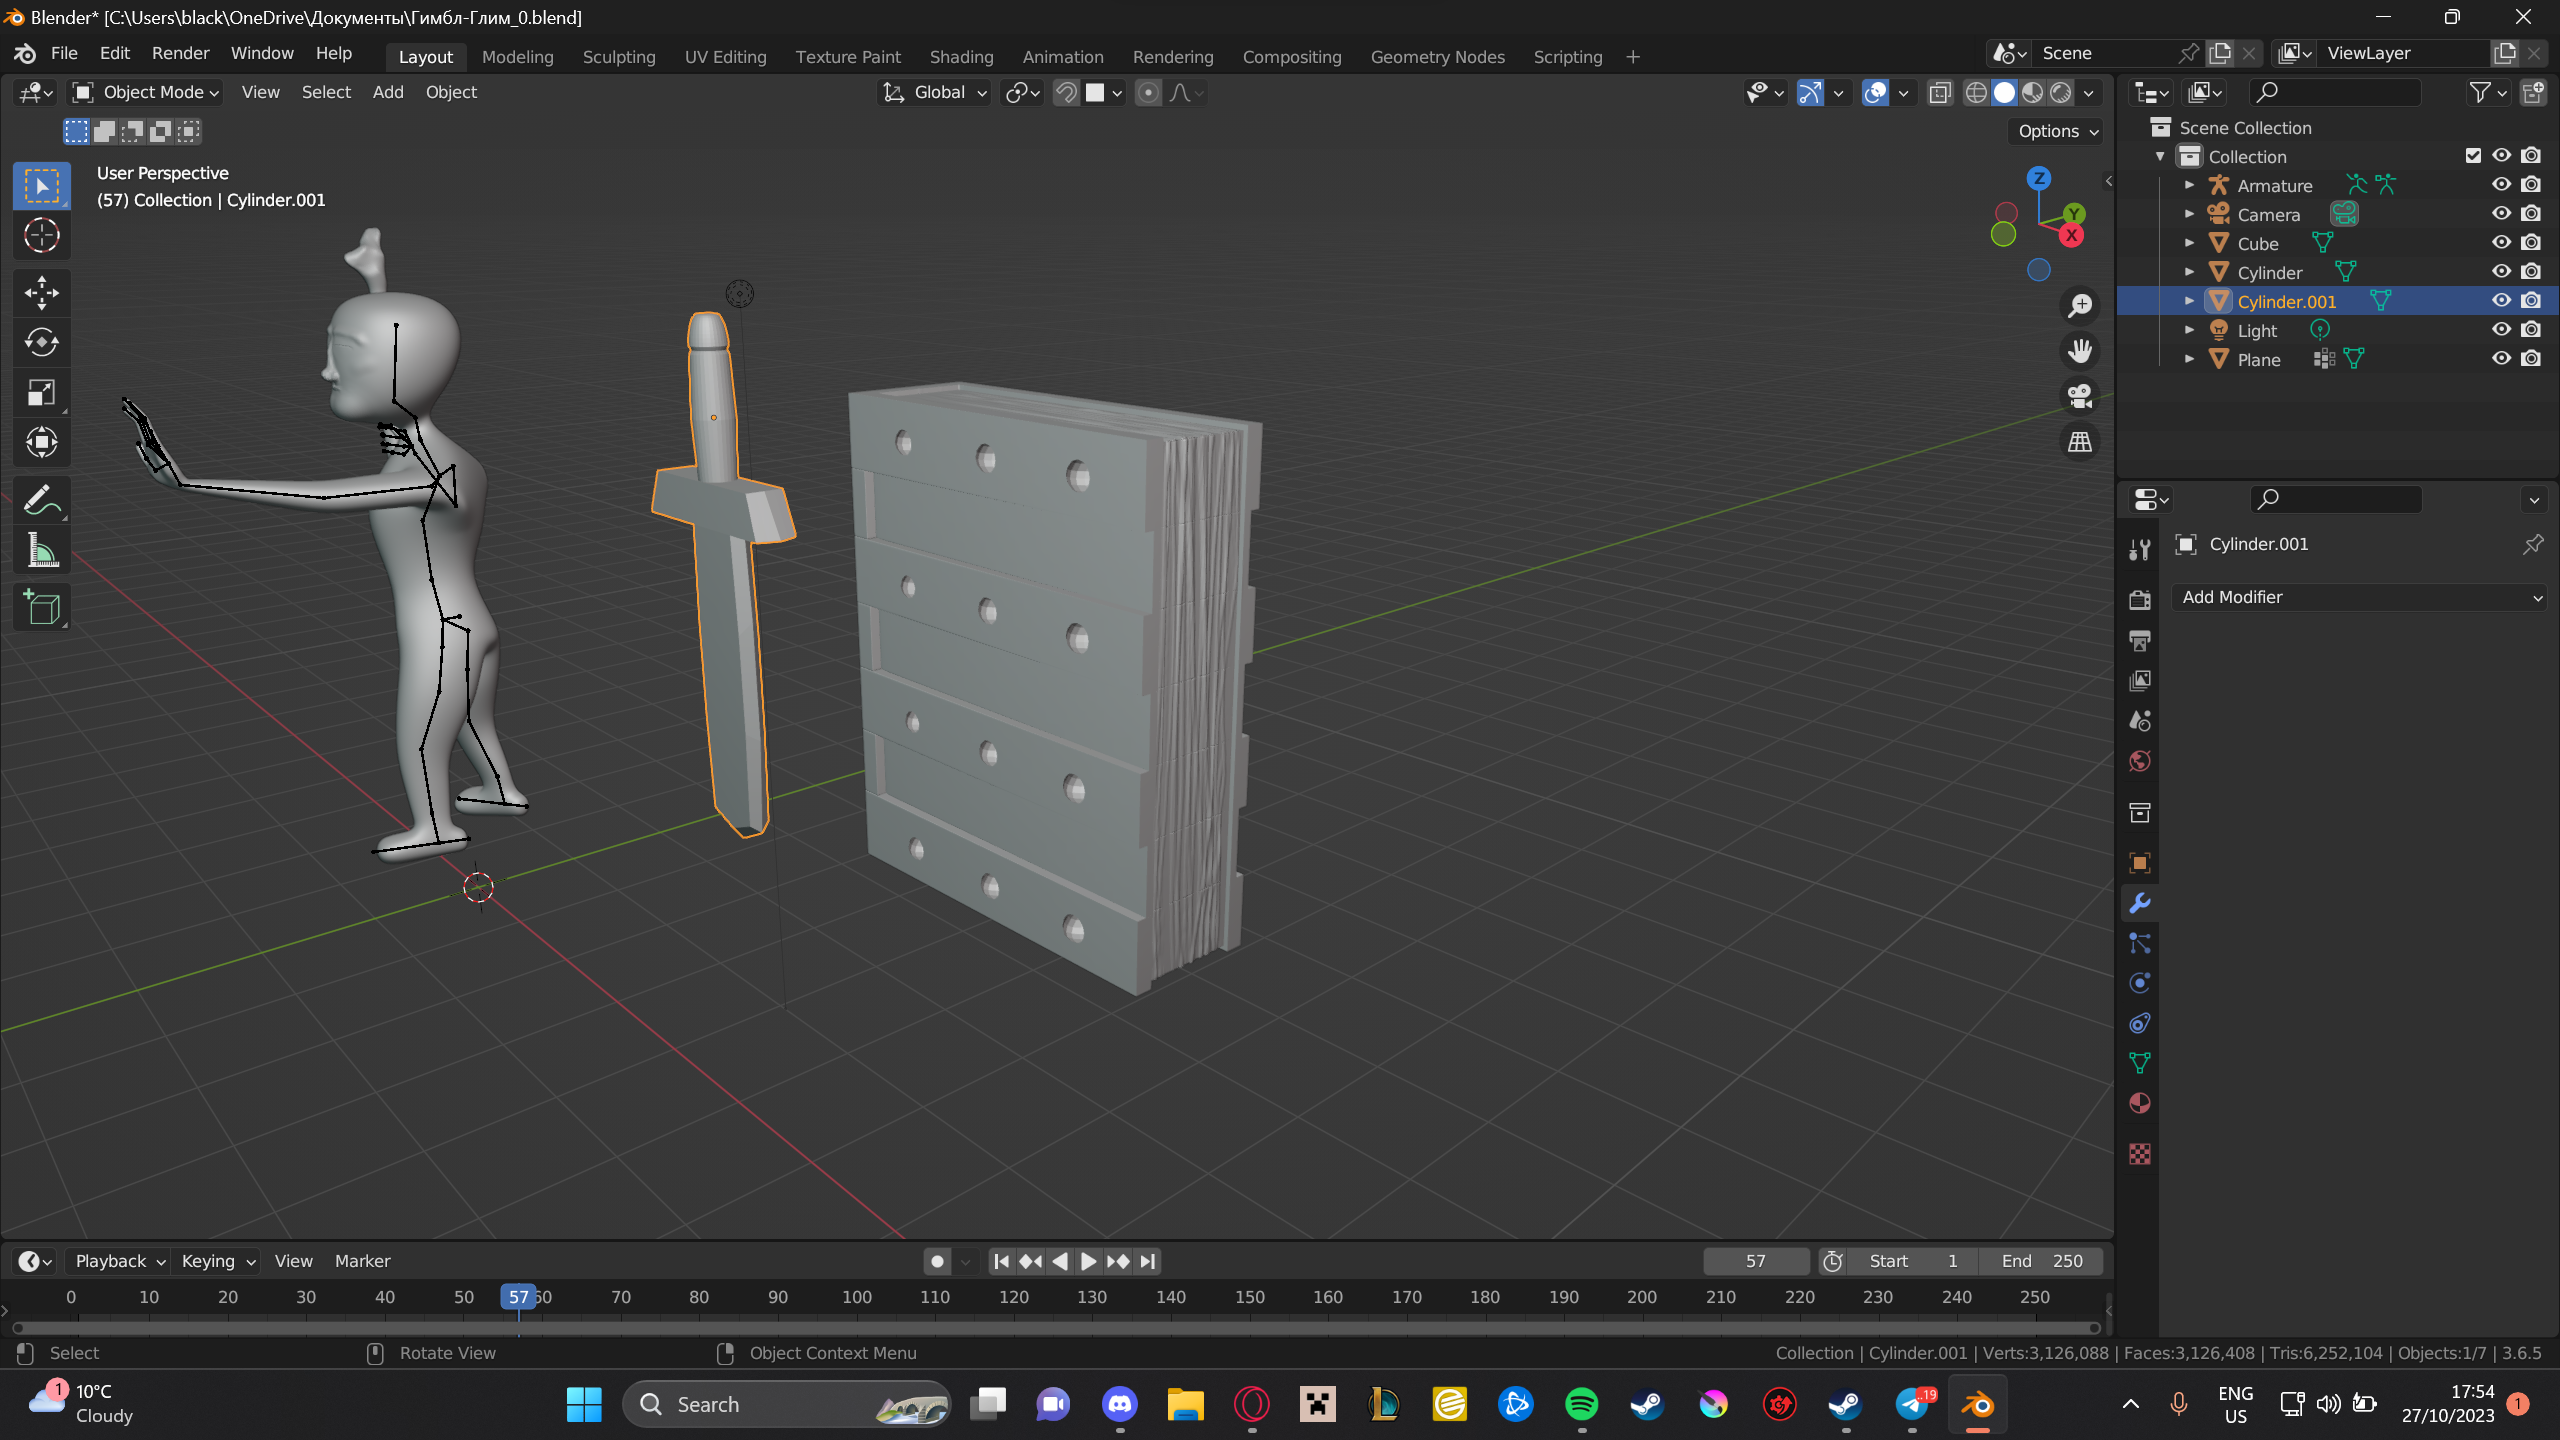 Blender* [C:\Users\black\OneDrive\Документы\Гимбл-Глим_0.blend]
File Edit Render Window Help Layout Modeling Sculpting UV Editing Texture Paint Shading Animation Rendering Compositing Geometry Nodes Scripting + Scene ViewLayer
Object Mode View Select Add Object Global
Options
User Perspective
(57) Collection | Cylinder.001
Z
Y
X
Scene Collection
Collection
Armature
Camera
Cube
Cylinder
Cylinder.001
Light
Plane
Cylinder.001
Add Modifier
Playback Keying View Marker 57 Start 1 End 250
0 10 20 30 40 50 57 60 70 80 90 100 110 120 130 140 150 160 170 180 190 200 210 220 230 240 250
Select Rotate View Object Context Menu Collection | Cylinder.001 | Verts:3,126,088 | Faces:3,126,408 | Tris:6,252,104 | Objects:1/7 | 3.6.5
1 10°C
Cloudy
Search
..19
ENG
US
17:54
27/10/2023
1